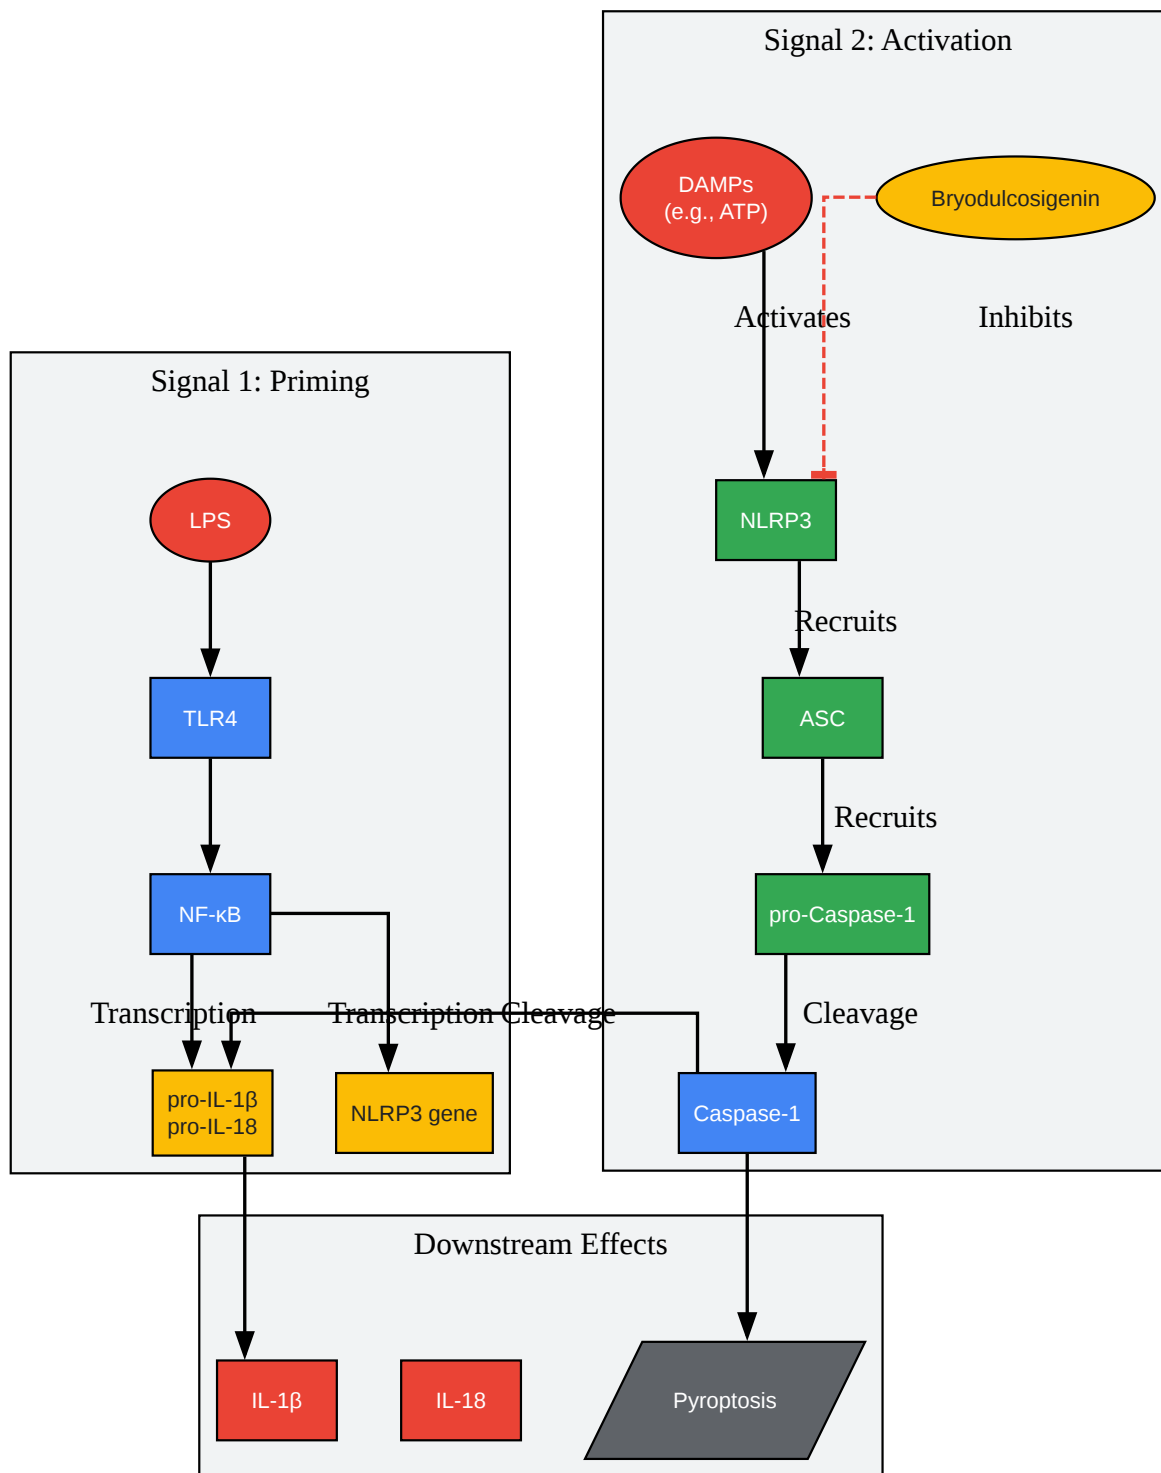 Signal 2: Activation
DAMPs
(e.g., ATP)
Bryodulcosigenin
Activates
Inhibits
Signal 1: Priming
LPS
NLRP3
Recruits
TLR4
ASC
Recruits
NF-κB
pro-Caspase-1
Transcription
Transcription
Cleavage
Cleavage
pro-IL-1β
pro-IL-18
NLRP3 gene
Caspase-1
Downstream Effects
IL-1β
IL-18
Pyroptosis